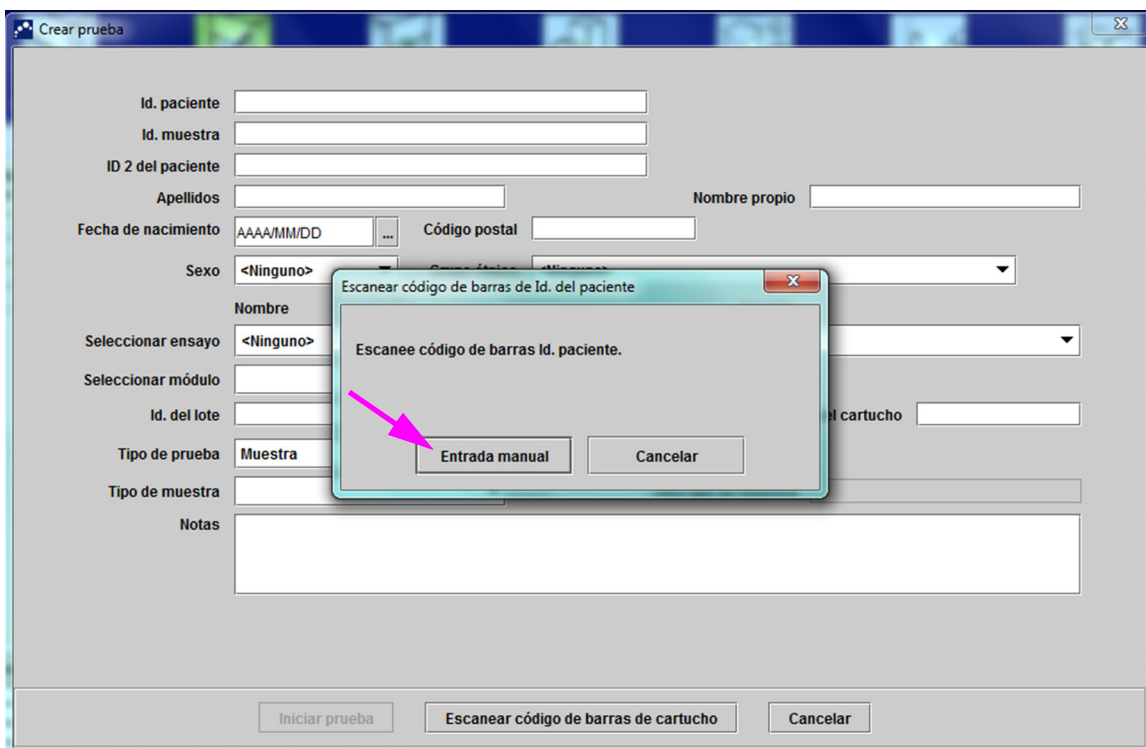 Crear prueba
Id. paciente
Id. muestra
ID 2 del paciente
Apellidos
Nombre propio
Fecha de nacimiento AAAA/MM/DD ... Código postal
Sexo <Ninguno>
Escanear código de barras de Id. del paciente
Nombre
Seleccionar ensayo <Ninguno>
Escanee código de barras Id. paciente.
Seleccionar módulo
Id. del lote
el cartucho
Tipo de prueba Muestra
Entrada manual Cancelar
Tipo de muestra
Notas
Iniciar prueba Escanear código de barras de cartucho Cancelar